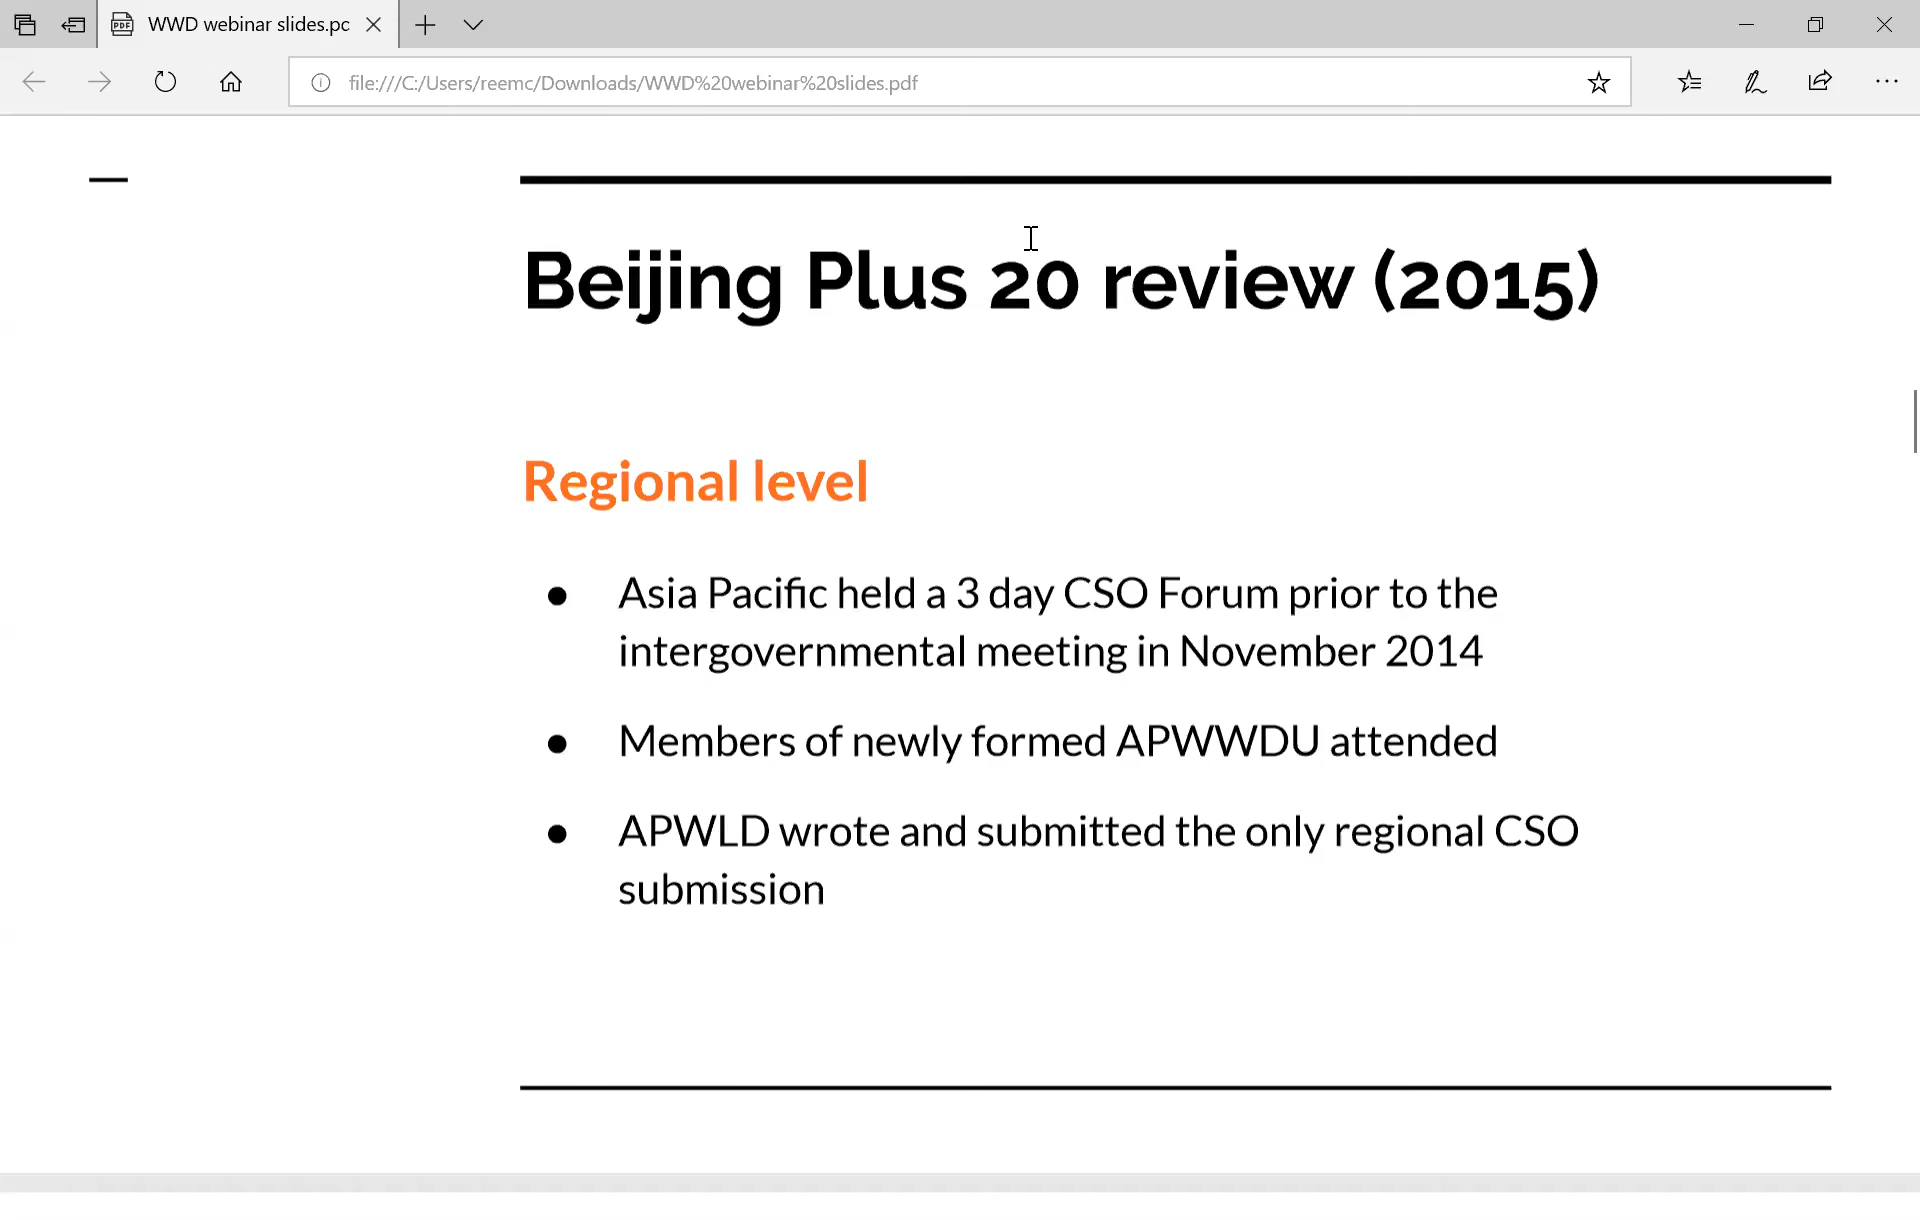 WWD webinar slides.pc
file:///C:/Users/reemc/Downloads/WWD%20webinar%20slides.pdf
Beijing Plus 20 review (2015)
Regional level
● Asia Pacific held a 3 day CSO Forum prior to the
intergovernmental meeting in November 2014
● Members of newly formed APWWDU attended
● APWLD wrote and submitted the only regional CSO
submission